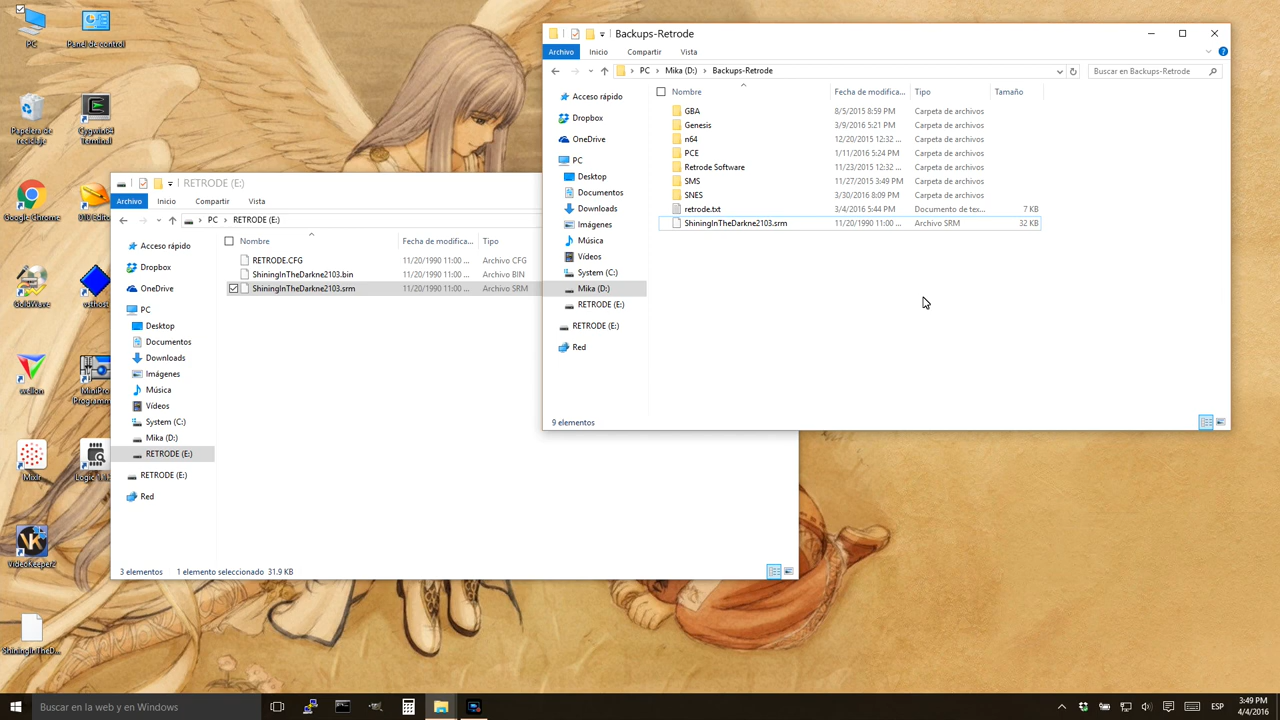 PC
Panel de control
Papelera de
reciclaje
Cygwin64
Terminal
Google Chrome
U10 Editor
GoldWave
vsthost
wellon
MiniPro
Programm...
Mixlr
Logic 1.1...
VideoKeeper2
ShiningInTheD...
RETRODE (E:)
Archivo
Inicio
Compartir
Vista
PC
RETRODE (E:)
Nombre
Fecha de modifica...
Tipo
Acceso rápido
Dropbox
OneDrive
PC
Desktop
Documentos
Downloads
Imágenes
Música
Vídeos
System (C:)
Mika (D:)
RETRODE (E:)
RETRODE (E:)
Red
RETRODE.CFG 11/20/1990 11:00 ... Archivo CFG
ShiningInTheDarkne2103.bin 11/20/1990 11:00 ... Archivo BIN
ShiningInTheDarkne2103.srm 11/20/1990 11:00 ... Archivo SRM
3 elementos 1 elemento seleccionado 31.9 KB
Backups-Retrode
Archivo
Inicio
Compartir
Vista
PC
Mika (D:)
Backups-Retrode
Buscar en Backups-Retrode
Nombre
Fecha de modifica...
Tipo
Tamaño
Acceso rápido
Dropbox
OneDrive
PC
Desktop
Documentos
Downloads
Imágenes
Música
Vídeos
System (C:)
Mika (D:)
RETRODE (E:)
RETRODE (E:)
Red
GBA 8/5/2015 8:59 PM Carpeta de archivos
Genesis 3/9/2016 5:21 PM Carpeta de archivos
n64 12/20/2015 12:32 ... Carpeta de archivos
PCE 1/11/2016 5:24 PM Carpeta de archivos
Retrode Software 11/23/2015 12:32 ... Carpeta de archivos
SMS 11/27/2015 3:49 PM Carpeta de archivos
SNES 3/30/2016 8:09 PM Carpeta de archivos
retrode.txt 3/4/2016 5:44 PM Documento de tex... 7 KB
ShiningInTheDarkne2103.srm 11/20/1990 11:00 ... Archivo SRM 32 KB
9 elementos
Buscar en la web y en Windows
ESP
3:49 PM
4/4/2016